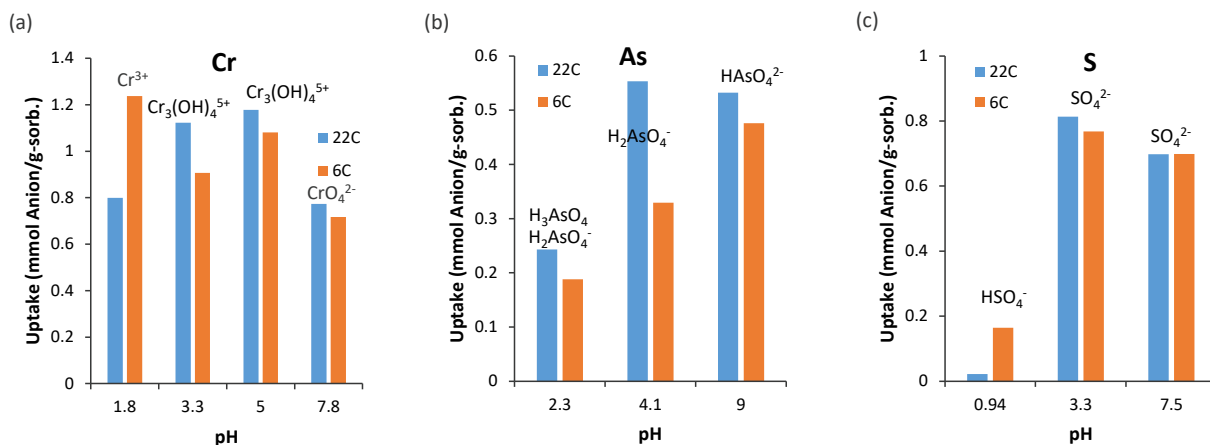 (a)
Cr
Uptake (mmol Anion/g-sorb.)
1.4
1.2
1
0.8
0.6
0.4
0.2
0
Cr³⁺
Cr₃(OH)₄⁵⁺
Cr₃(OH)₄⁵⁺
CrO₄²⁻
22C
6C
1.8 3.3 5 7.8
pH
(b)
As
Uptake (mmol Anion/g-sorb.)
0.6
0.5
0.4
0.3
0.2
0.1
0
22C
6C
HAsO₄²⁻
H₂AsO₄⁻
H₃AsO₄
H₂AsO₄⁻
2.3 4.1 9
pH
(c)
S
Uptake (mmol Anion/g-sorb.)
1
0.8
0.6
0.4
0.2
0
22C
6C
SO₄²⁻
SO₄²⁻
HSO₄⁻
0.94 3.3 7.5
pH